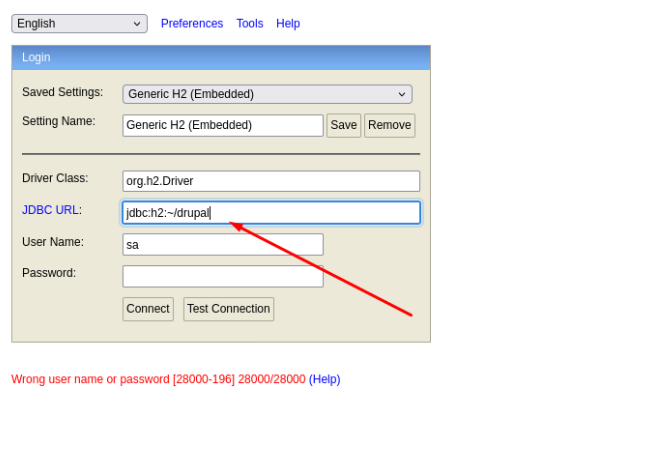 English Preferences Tools Help
Login
Saved Settings: Generic H2 (Embedded)
Setting Name: Generic H2 (Embedded) Save Remove
Driver Class: org.h2.Driver
JDBC URL: jdbc:h2:~/drupal
User Name: sa
Password:
Connect Test Connection
Wrong user name or password [28000-196] 28000/28000 (Help)